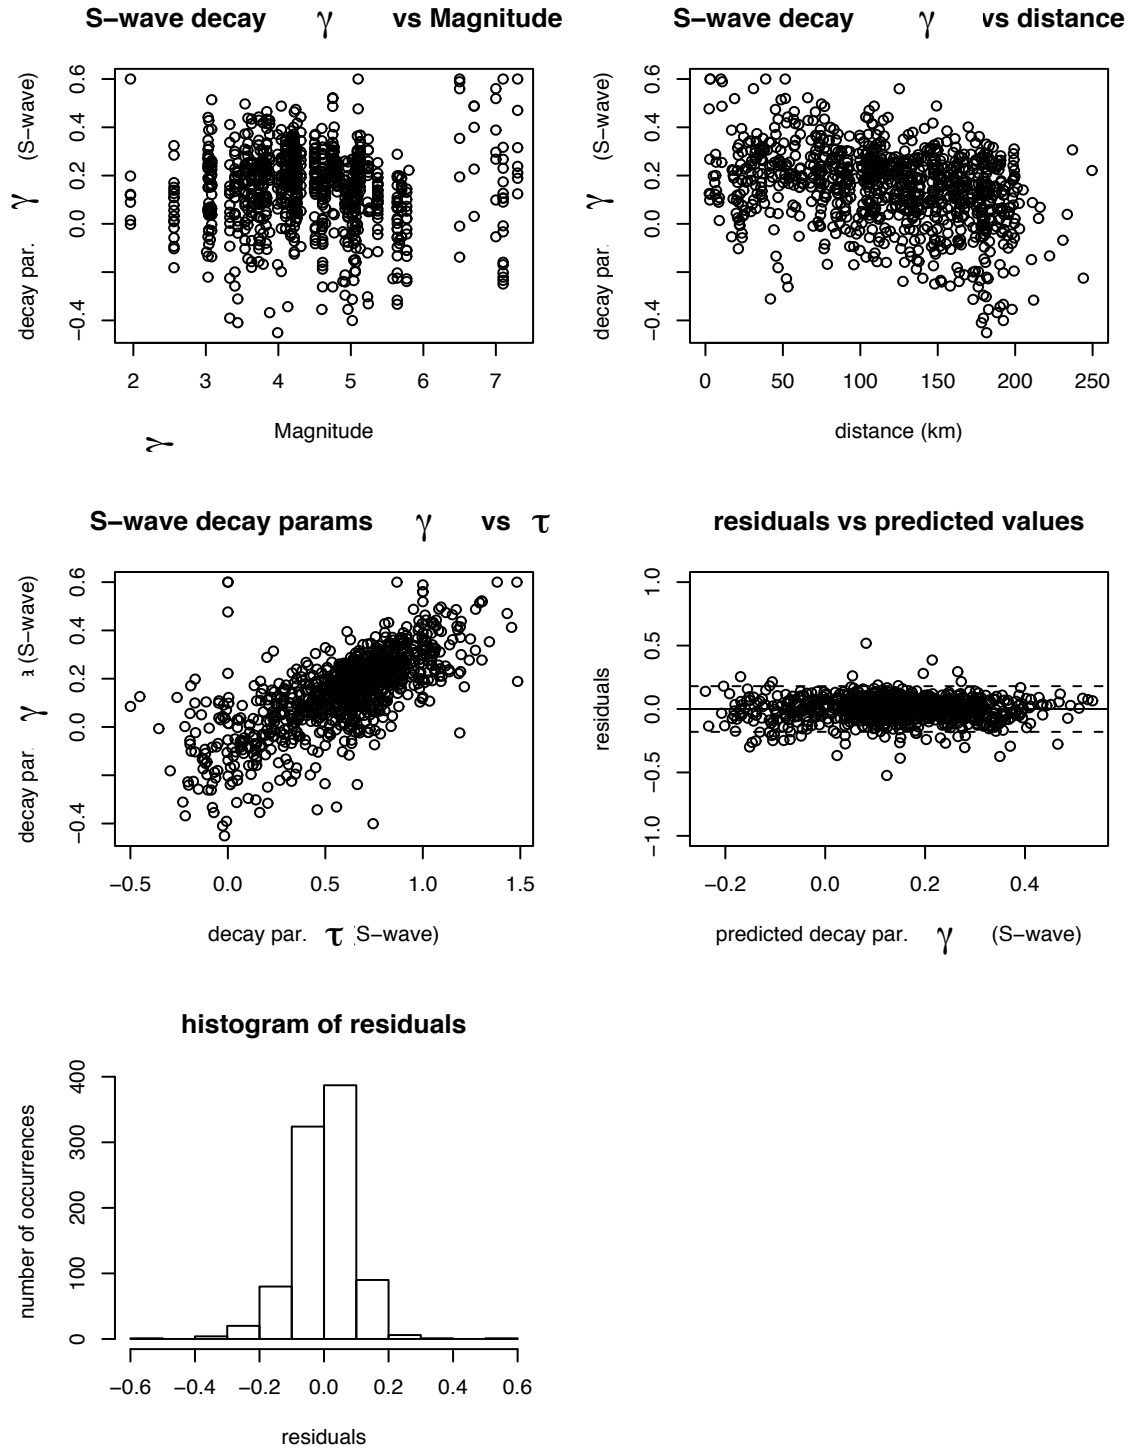 S−wave decay γ vs Magnitude
decay par. γ (S−wave)
0.6
0.4
0.2
0.0
−0.4
2 3 4 5 6 7
Magnitude
γ
S−wave decay γ vs distance
decay par. γ (S−wave)
0.6
0.4
0.2
0.0
−0.4
0 50 100 150 200 250
distance (km)
S−wave decay params γ vs τ
decay par. γ (S−wave)
0.6
0.4
0.2
0.0
−0.4
−0.5 0.0 0.5 1.0 1.5
decay par. τ (S−wave)
residuals vs predicted values
residuals
1.0
0.5
0.0
−0.5
−1.0
−0.2 0.0 0.2 0.4
predicted decay par. γ (S−wave)
histogram of residuals
number of occurrences
400
300
200
100
0
−0.6 −0.4 −0.2 0.0 0.2 0.4 0.6
residuals